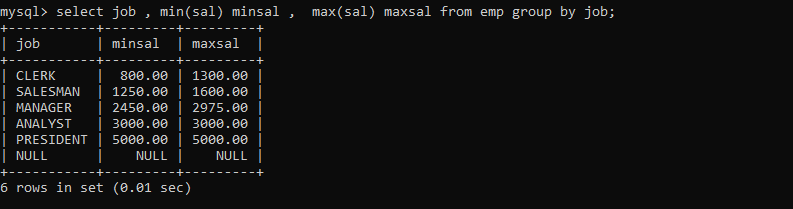 mysql> select job , min(sal) minsal ,  max(sal) maxsal from emp group by job;
+-----------+---------+---------+
| job       | minsal  | maxsal  |
+-----------+---------+---------+
| CLERK     |  800.00 | 1300.00 |
| SALESMAN  | 1250.00 | 1600.00 |
| MANAGER   | 2450.00 | 2975.00 |
| ANALYST   | 3000.00 | 3000.00 |
| PRESIDENT | 5000.00 | 5000.00 |
| NULL      |    NULL |    NULL |
+-----------+---------+---------+
6 rows in set (0.01 sec)